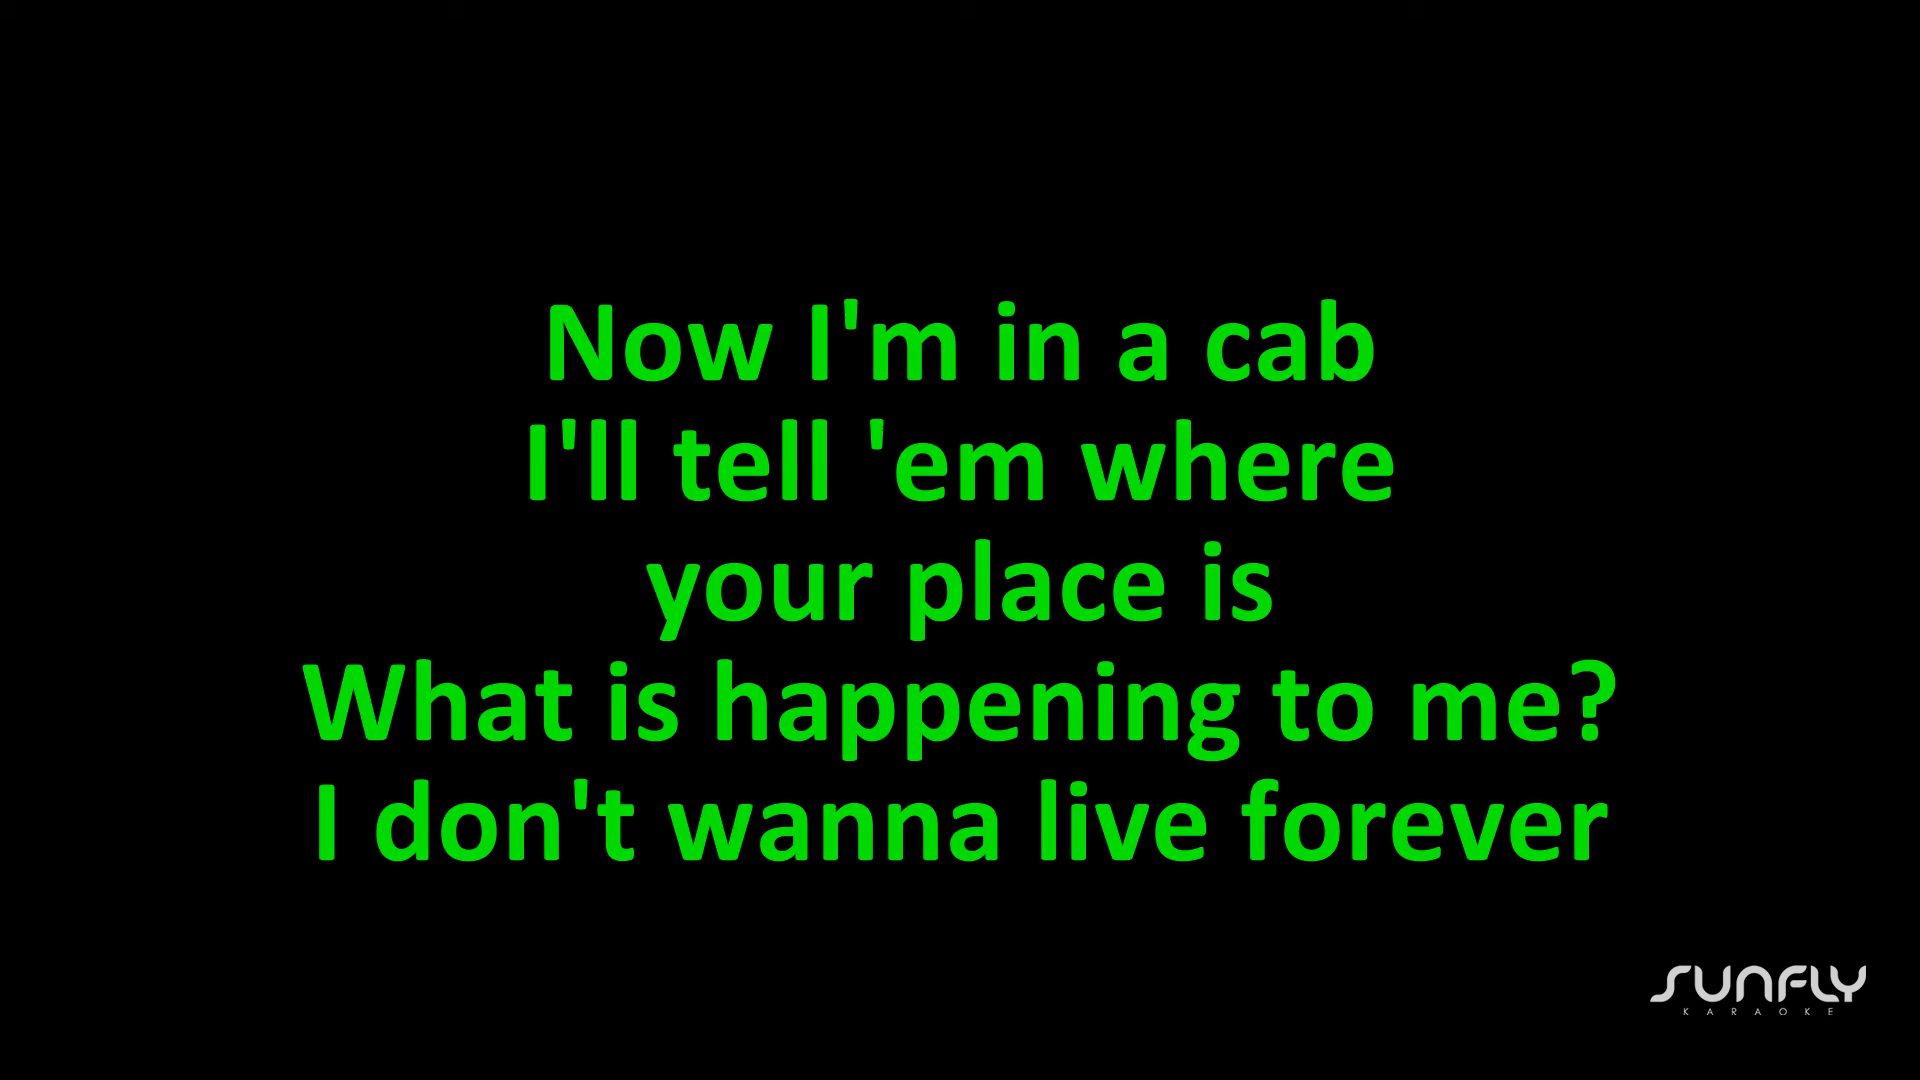 Now I'm in a cab
I'll tell 'em where
your place is
What is happening to me?
I don't wanna live forever
SUNFLY
KARAOKE